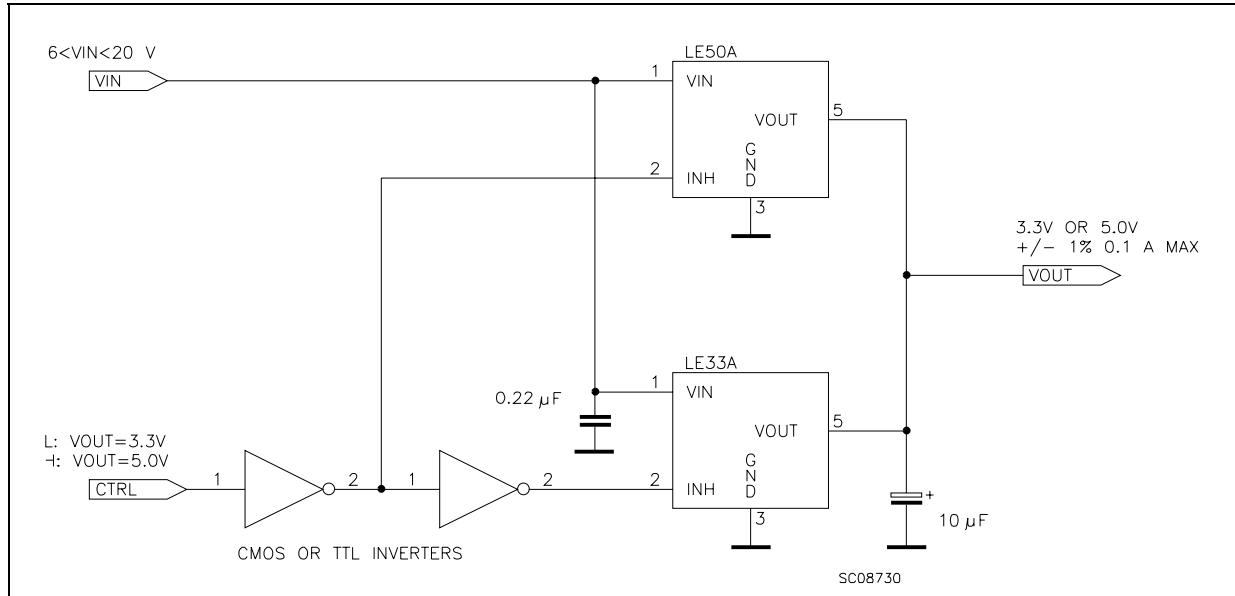 6<VIN<20 V
VIN
LE50A
1
VIN
VOUT
5
GND
2
INH
3
3.3V OR 5.0V
+/- 1% 0.1 A MAX
VOUT
LE33A
1
VIN
0.22 μF
VOUT
5
GND
L: VOUT=3.3V
H: VOUT=5.0V
CTRL
1
2
1
2
2
INH
3
+
10 μF
CMOS OR TTL INVERTERS
SC08730